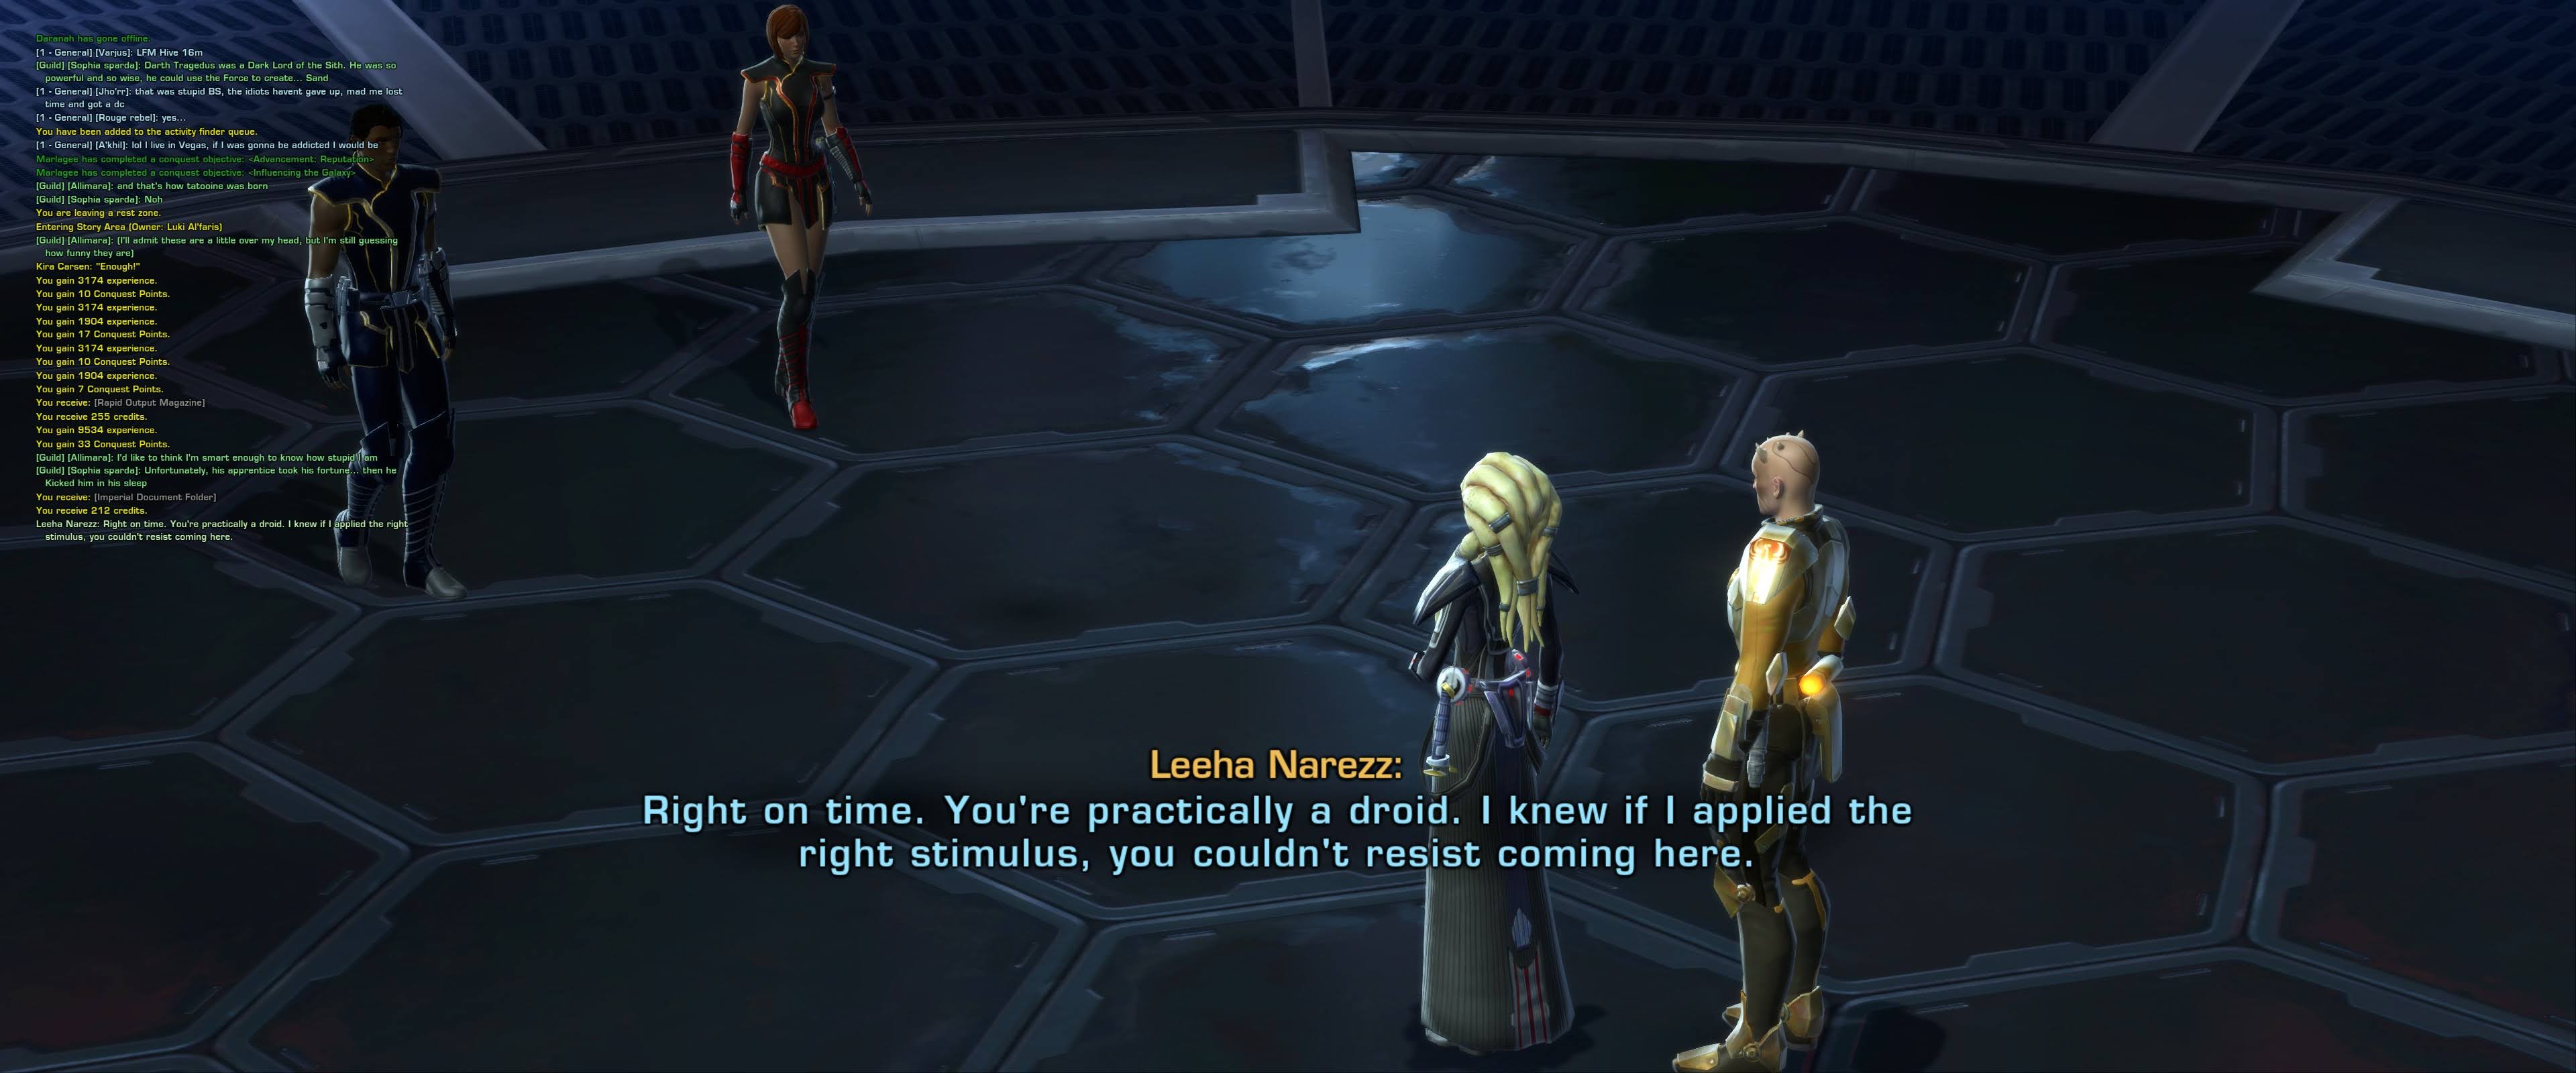 Daranah has gone offline.
[1 - General] [Varjus]: LFM Hive 16m
[Guild] [Sophia sparda]: Darth Tragedus was a Dark Lord of the Sith. He was so
powerful and so wise, he could use the Force to create... Sand
[1 - General] [Jho'rr]: that was stupid BS, the idiots havent gave up, mad me lost
time and got a dc
[1 - General] [Rouge rebel]: yes...
You have been added to the activity finder queue.
[1 - General] [A'khil]: lol I live in Vegas, if I was gonna be addicted I would be
Marlagee has completed a conquest objective: <Advancement: Reputation>
Marlagee has completed a conquest objective: <Influencing the Galaxy>
[Guild] [Allimara]: and that's how tatooine was born
[Guild] [Sophia sparda]: Noh
You are leaving a rest zone.
Entering Story Area (Owner: Luki Al'faris)
[Guild] [Allimara]: (I'll admit these are a little over my head, but I'm still guessing
how funny they are)
Kira Carsen: "Enough!"
You gain 3174 experience.
You gain 10 Conquest Points.
You gain 3174 experience.
You gain 1904 experience.
You gain 17 Conquest Points.
You gain 3174 experience.
You gain 10 Conquest Points.
You gain 1904 experience.
You gain 7 Conquest Points.
You receive: [Rapid Output Magazine]
You receive 255 credits.
You gain 9534 experience.
You gain 33 Conquest Points.
[Guild] [Allimara]: I'd like to think I'm smart enough to know how stupid I am
[Guild] [Sophia sparda]: Unfortunately, his apprentice took his fortune... then he
Kicked him in his sleep
You receive: [Imperial Document Folder]
You receive 212 credits.
Leeha Narezz: Right on time. You're practically a droid. I knew if I applied the right
stimulus, you couldn't resist coming here.
Leeha Narezz:
Right on time. You're practically a droid. I knew if I applied the
right stimulus, you couldn't resist coming here.